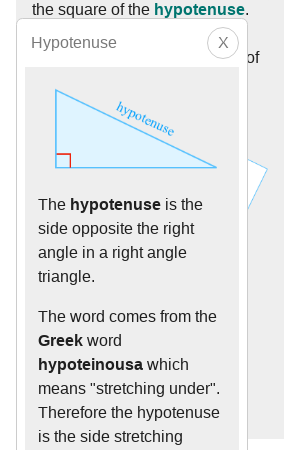 the square of the hypotenuse.
Hypotenuse X
of
hypotenuse
The hypotenuse is the
side opposite the right
angle in a right angle
triangle.
The word comes from the
Greek word
hypoteinousa which
means "stretching under".
Therefore the hypotenuse
is the side stretching